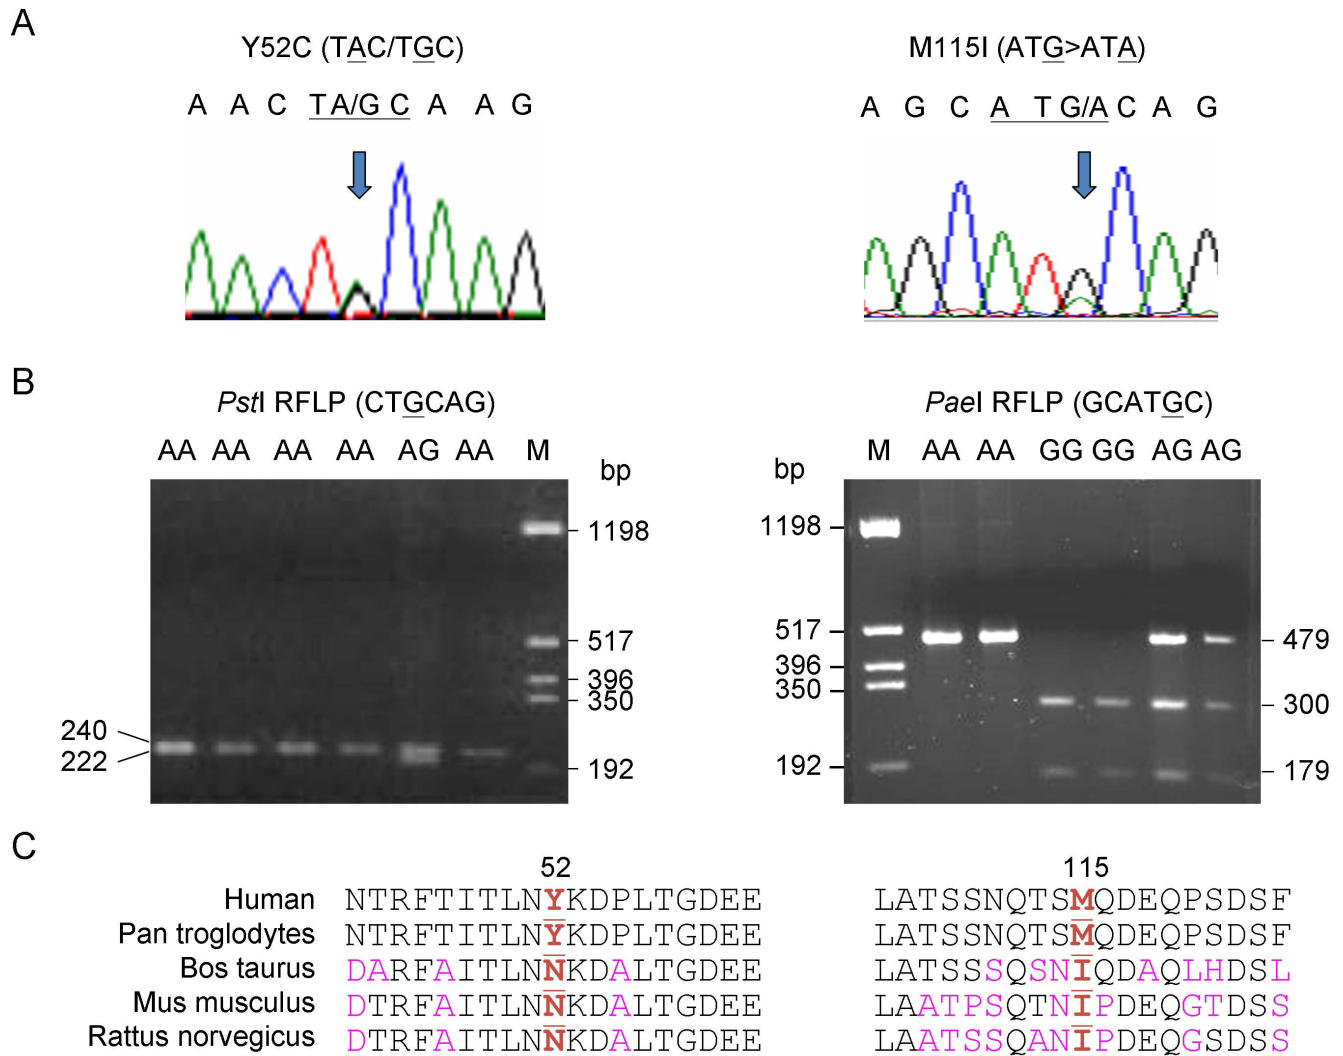 A
Y52C (TAC/TGC) M115I (ATG>ATA)
A A C T A/G C A A G A G C A T G/A C A G
B
PstI RFLP (CTGCAG) PaeI RFLP (GCATGC)
AA AA AA AA AG AA M M AA AA GG GG AG AG
bp bp
1198 1198
517 517 479
396 396
350 350 300
240
222
192 192 179
C
52 115
Human NTRFTITLNYKDPLTGDEE LATSSNQTSMQDEQPSDSF
Pan troglodytes NTRFTITLNYKDPLTGDEE LATSSNQTSMQDEQPSDSF
Bos taurus DARFAITLNNKDALTGDEE LATSSSQSNIQDAQLHDSL
Mus musculus DTRFAITLNNKDALTGDEE LAATPSQTNIPDEQGTDSS
Rattus norvegicus DTRFAITLNNKDALTGDEE LAATSSQANIPDEQGSDSS